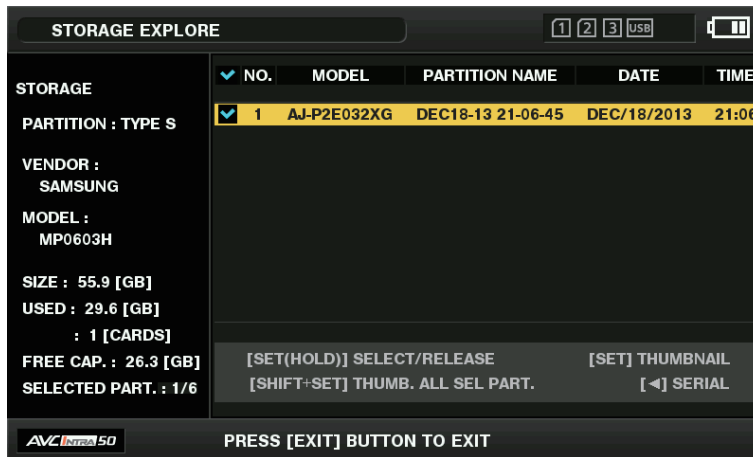 STORAGE EXPLORE
1 2 3 USB
STORAGE
PARTITION : TYPE S
VENDOR :
SAMSUNG
MODEL :
MP0603H
SIZE : 55.9 [GB]
USED : 29.6 [GB]
: 1 [CARDS]
FREE CAP. : 26.3 [GB]
SELECTED PART. : 1/6
NO. MODEL PARTITION NAME DATE TIME
1 AJ-P2E032XG DEC18-13 21-06-45 DEC/18/2013 21:06
[SET(HOLD)] SELECT/RELEASE [SET] THUMBNAIL
[SHIFT+SET] THUMB. ALL SEL PART. [◀] SERIAL
AVC INTRA 50 PRESS [EXIT] BUTTON TO EXIT